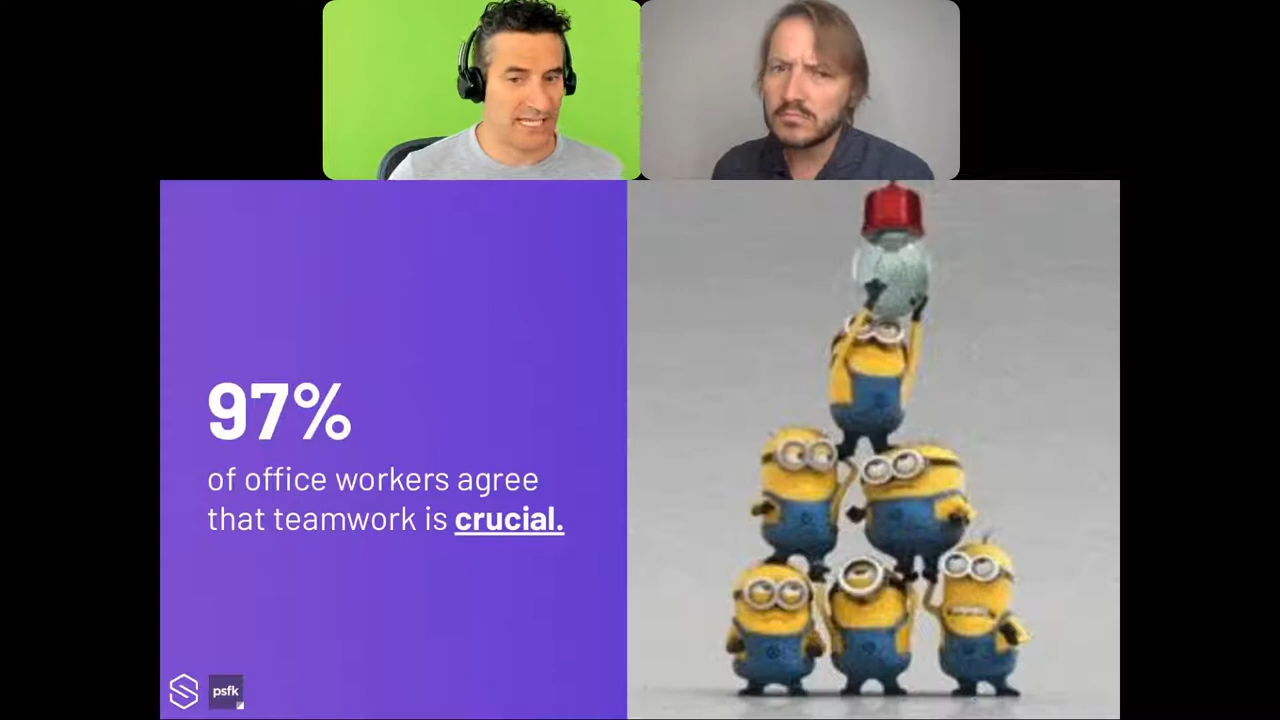 97%
of office workers agree
that teamwork is crucial.
psfk